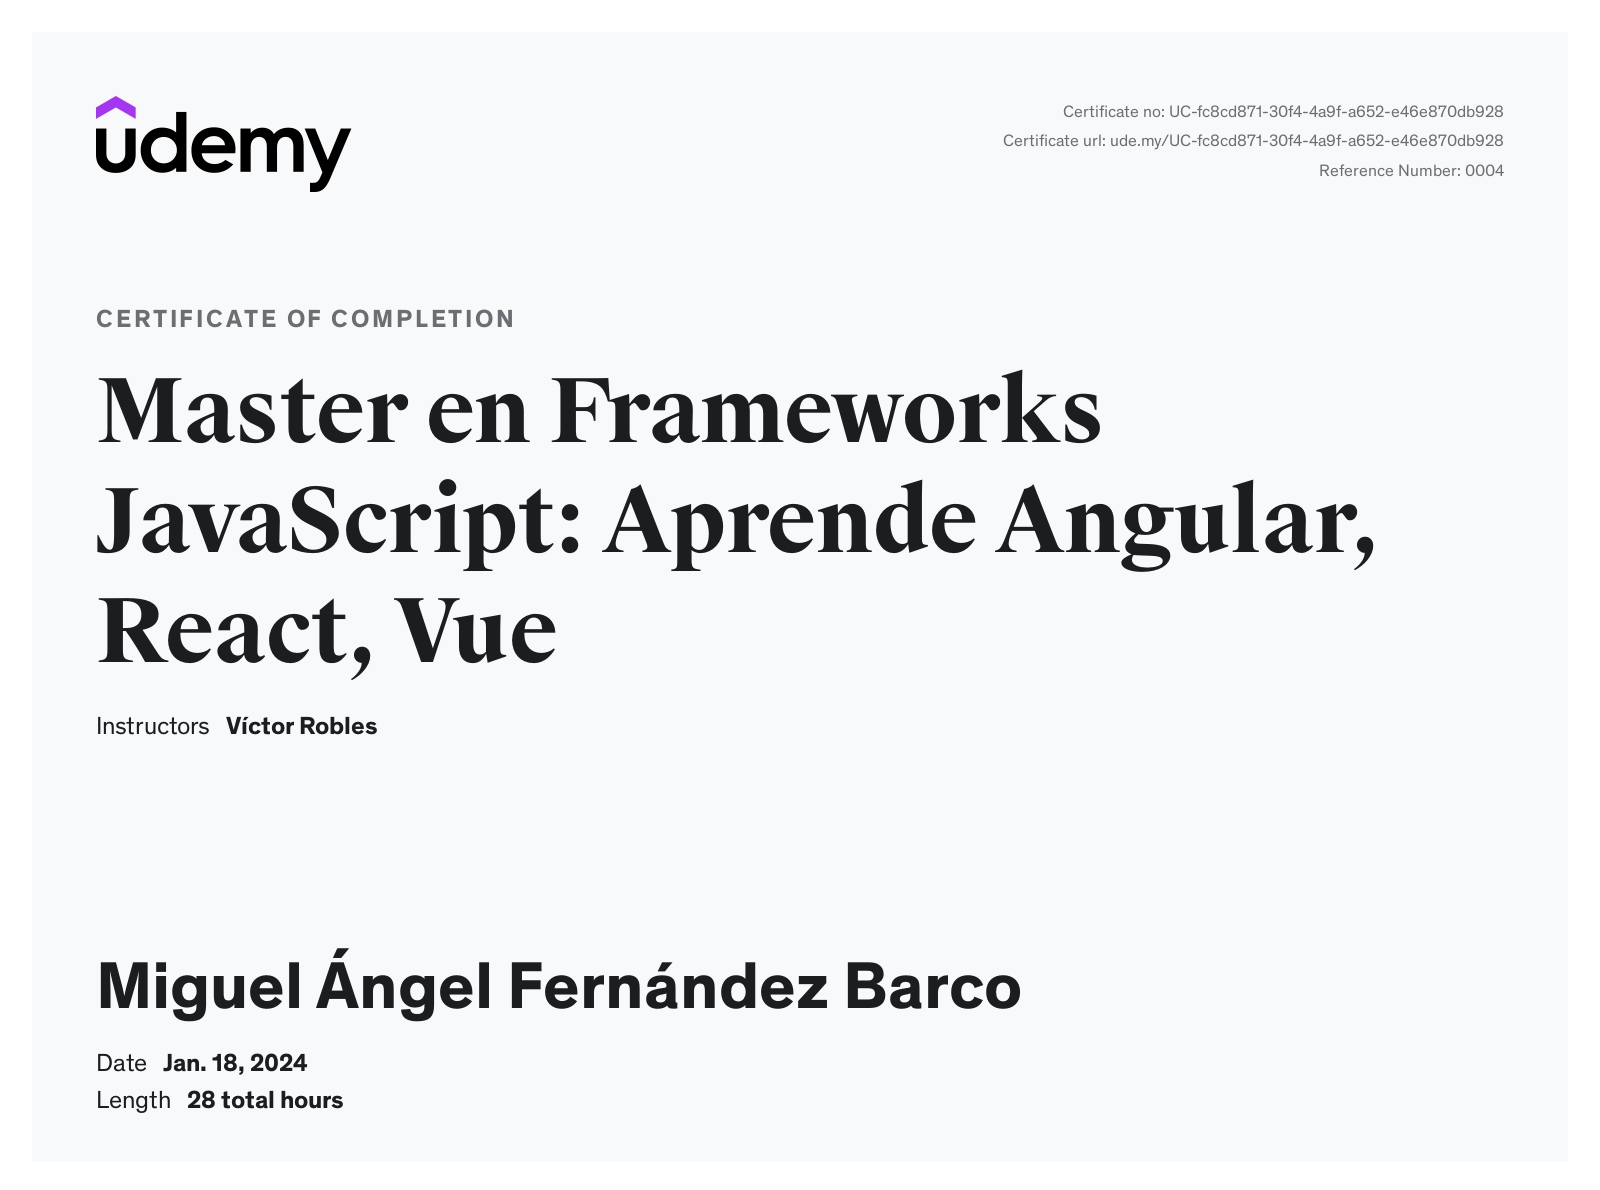 udemy
Certificate no: UC-fc8cd871-30f4-4a9f-a652-e46e870db928
Certificate url: ude.my/UC-fc8cd871-30f4-4a9f-a652-e46e870db928
Reference Number: 0004
CERTIFICATE OF COMPLETION
Master en Frameworks
JavaScript: Aprende Angular,
React, Vue
Instructors Víctor Robles
Miguel Ángel Fernández Barco
Date Jan. 18, 2024
Length 28 total hours